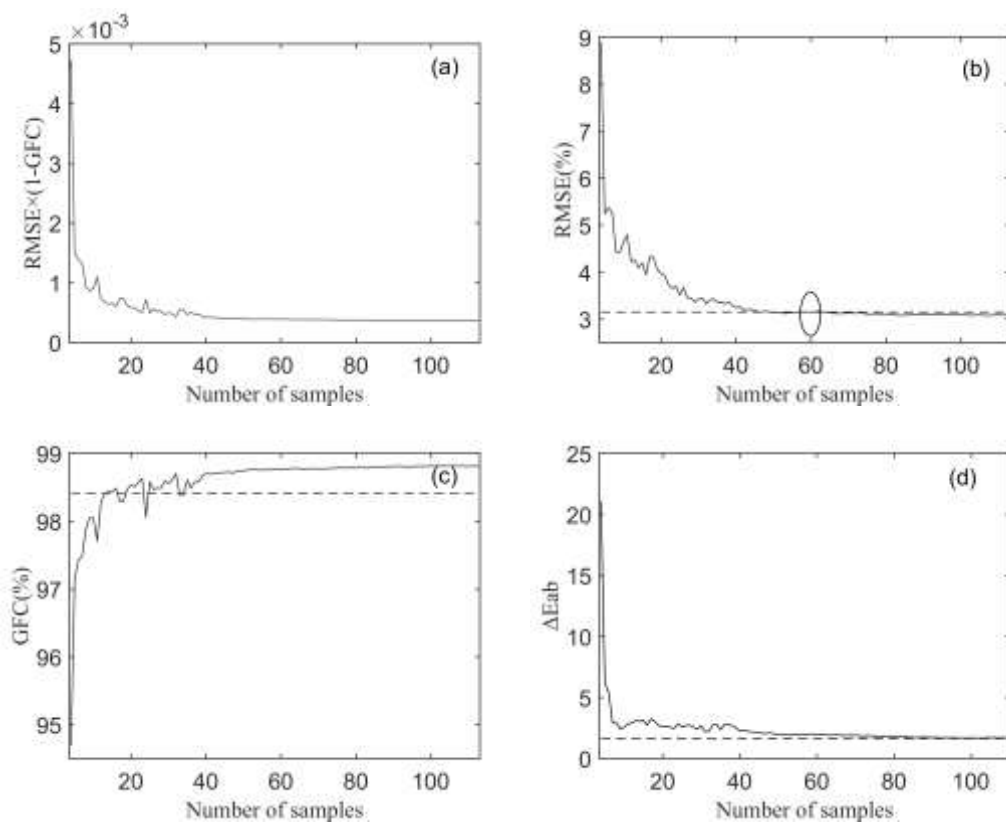 ×10⁻³
(a)
5
4
3
2
1
0
RMSE×(1-GFC)
20 40 60 80 100
Number of samples
(b)
9
8
7
6
5
4
3
RMSE(%)
20 40 60 80 100
Number of samples
(c)
99
98
97
96
95
GFC(%)
20 40 60 80 100
Number of samples
(d)
25
20
15
10
5
0
ΔEab
20 40 60 80 100
Number of samples